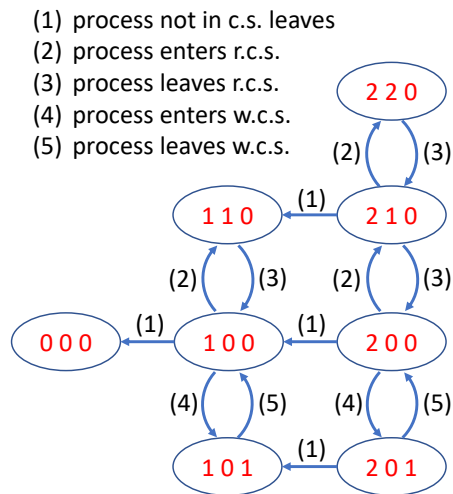 (1) process not in c.s. leaves
(2) process enters r.c.s.
(3) process leaves r.c.s.
(4) process enters w.c.s.
(5) process leaves w.c.s.
2 2 0
(2) (3)
1 1 0 (1) 2 1 0
(2) (3) (2) (3)
0 0 0 (1) 1 0 0 (1) 2 0 0
(4) (5) (4) (5)
1 0 1 (1) 2 0 1